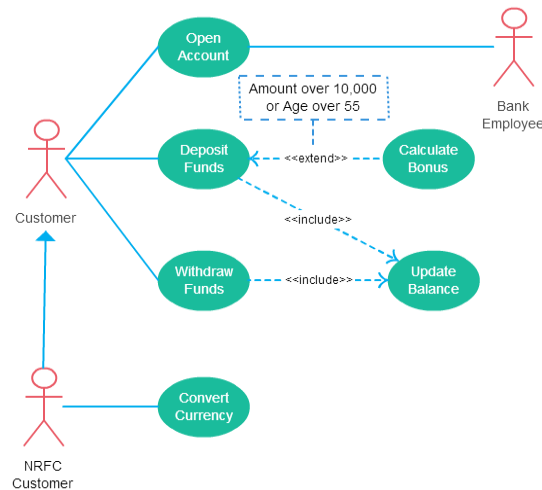 Open
Account
Bank
Employee
Amount over 10,000
or Age over 55
Customer
Deposit
Funds
<<extend>>
Calculate
Bonus
<<include>>
Withdraw
Funds
<<include>>
Update
Balance
NRFC
Customer
Convert
Currency